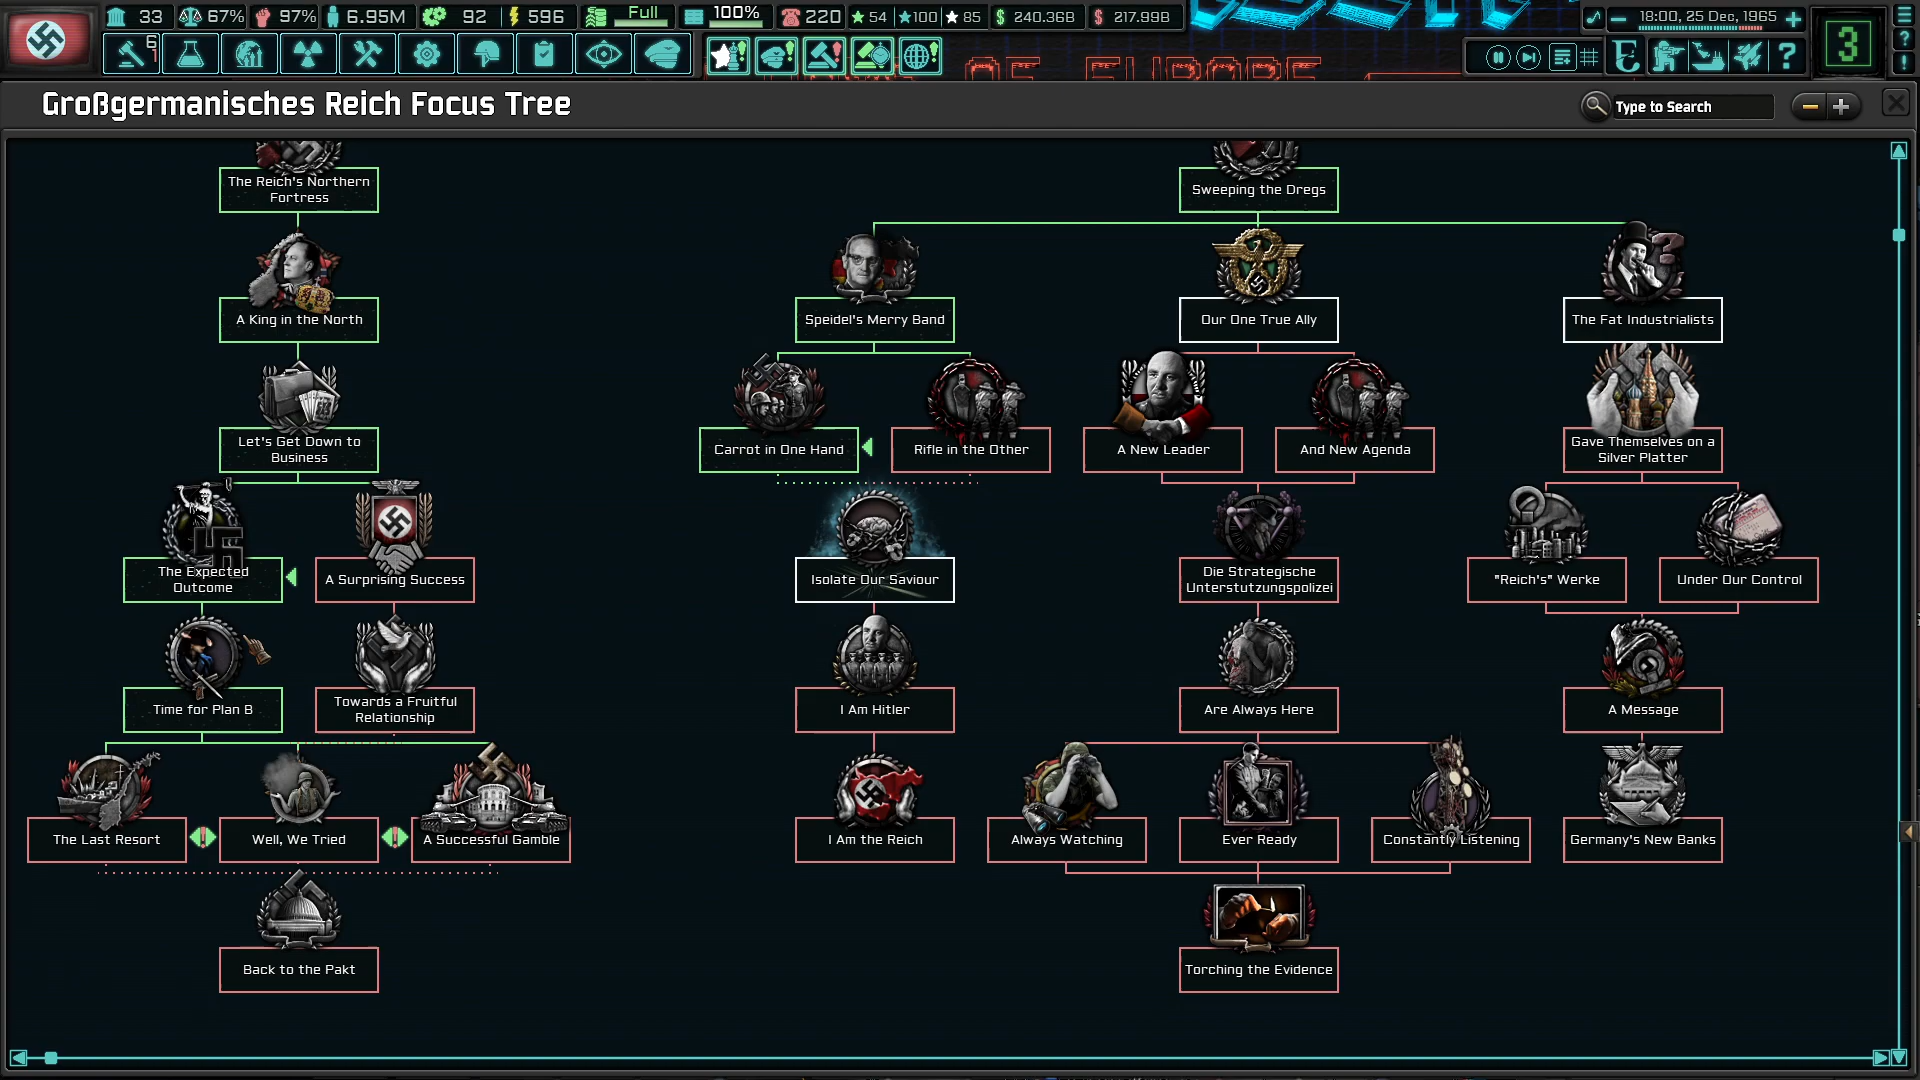 33 67% 97% 6.95M 92 596 Full 100% 220 54 100 85 $ 240.36B $ 217.99B 18:00, 25 Dec, 1965
6
1
3
OF EUROPE
Großgermanisches Reich Focus Tree
Type to Search
The Reich's Northern
Fortress
Sweeping the Dregs
A King in the North
Speidel's Merry Band
Our One True Ally
The Fat Industrialists
Let's Get Down to
Business
Carrot in One Hand
Rifle in the Other
A New Leader
And New Agenda
Gave Themselves on a
Silver Platter
The Expected
Outcome
A Surprising Success
Isolate Our Saviour
Die Strategische
Unterstutzungspolizei
"Reich's" Werke
Under Our Control
Time for Plan B
Towards a Fruitful
Relationship
I Am Hitler
Are Always Here
A Message
The Last Resort
Well, We Tried
A Successful Gamble
I Am the Reich
Always Watching
Ever Ready
Constantly Listening
Germany's New Banks
Back to the Pakt
Torching the Evidence